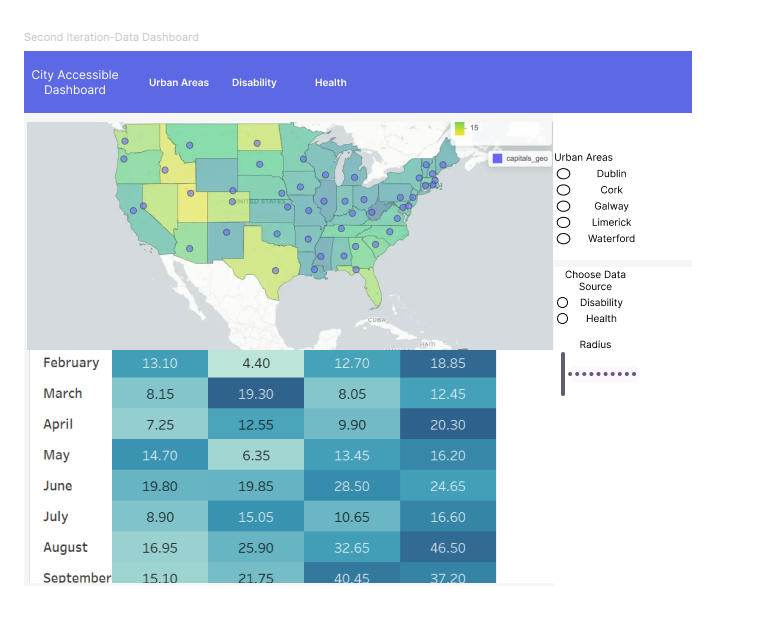 Second Iteration-Data Dashboard
City Accessible
Dashboard
Urban Areas
Disability
Health
15
capitals_geo
UNITED STATES
CUBA
HAITI
Urban Areas
Dublin
Cork
Galway
Limerick
Waterford
Choose Data
Source
Disability
Health
Radius
February 13.10 4.40 12.70 18.85
March 8.15 19.30 8.05 12.45
April 7.25 12.55 9.90 20.30
May 14.70 6.35 13.45 16.20
June 19.80 19.85 28.50 24.65
July 8.90 15.05 10.65 16.60
August 16.95 25.90 32.65 46.50
September 15.10 21.75 40.45 37.20